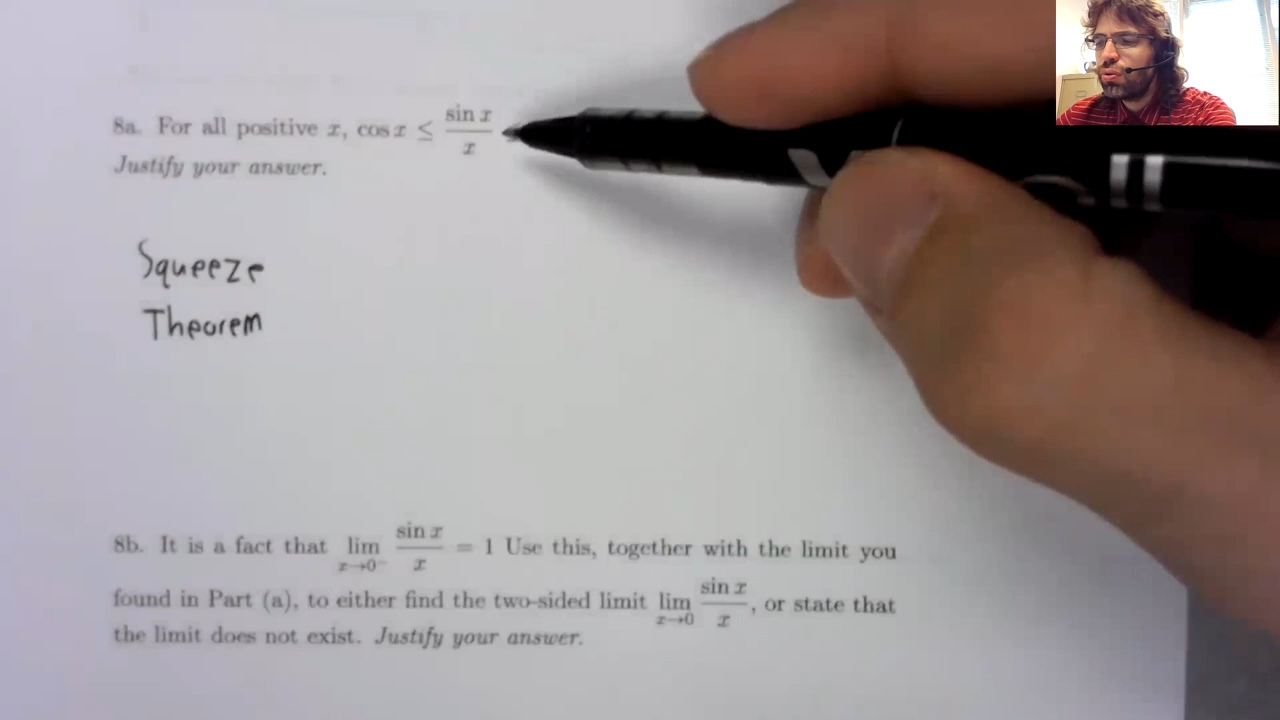 8a. For all positive x, cos x ≤ sin x / x
Justify your answer.
Squeeze
Theorem
8b. It is a fact that lim x→0⁻ sin x / x = 1 Use this, together with the limit you
found in Part (a), to either find the two-sided limit lim x→0 sin x / x, or state that
the limit does not exist. Justify your answer.